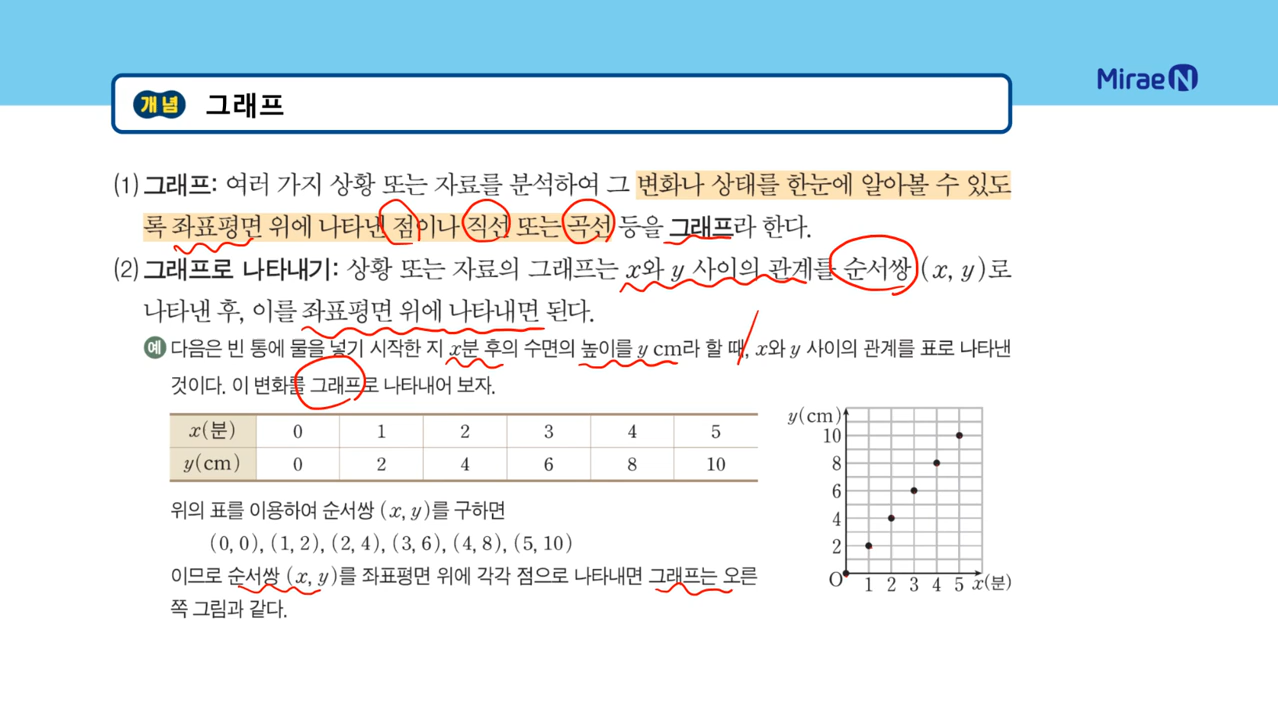 Mirae N
개념 그래프
(1) 그래프: 여러 가지 상황 또는 자료를 분석하여 그 변화나 상태를 한눈에 알아볼 수 있도
록 좌표평면 위에 나타낸 점이나 직선 또는 곡선 등을 그래프라 한다.
(2) 그래프로 나타내기: 상황 또는 자료의 그래프는 x와 y 사이의 관계를 순서쌍 (x, y)로
나타낸 후, 이를 좌표평면 위에 나타내면 된다.
예 다음은 빈 통에 물을 넣기 시작한 지 x분 후의 수면의 높이를 y cm라 할 때, x와 y 사이의 관계를 표로 나타낸
것이다. 이 변화를 그래프로 나타내어 보자.
x(분) 0 1 2 3 4 5
y(cm) 0 2 4 6 8 10
위의 표를 이용하여 순서쌍 (x, y)를 구하면
(0, 0), (1, 2), (2, 4), (3, 6), (4, 8), (5, 10)
이므로 순서쌍 (x, y)를 좌표평면 위에 각각 점으로 나타내면 그래프는 오른
쪽 그림과 같다.
y(cm)
10
8
6
4
2
O 1 2 3 4 5 x(분)